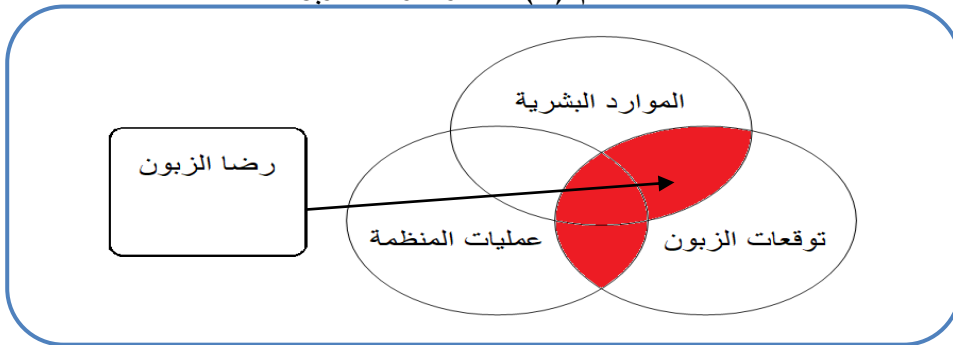 الموارد البشرية
رضا الزبون
عمليات المنظمة
توقعات الزبون